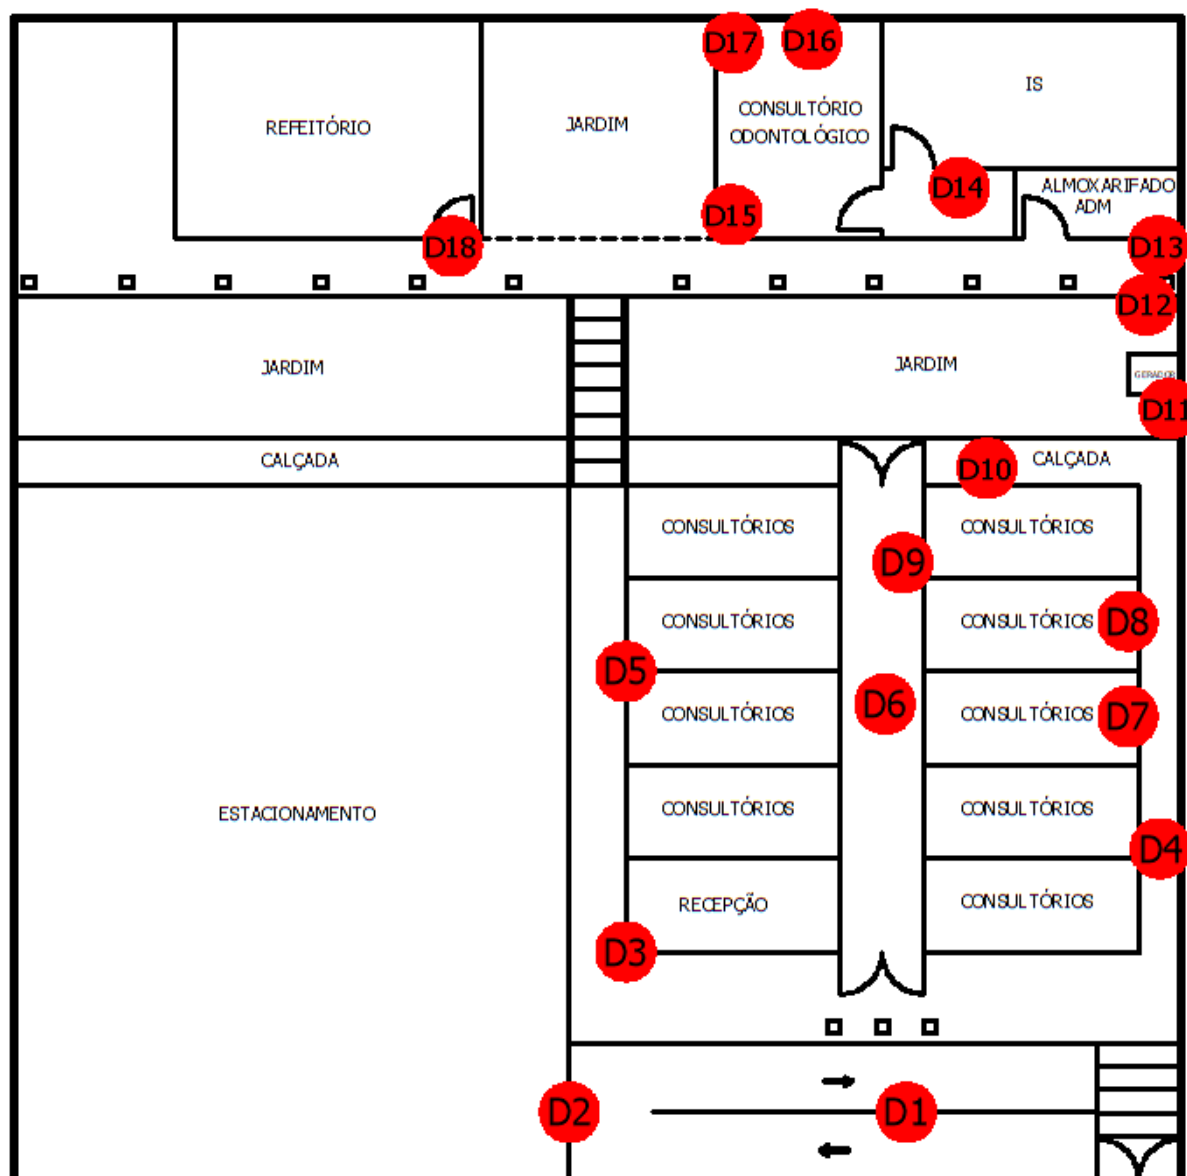 D17
D16
IS
CONSULTÓRIO
ODONTOLÓGICO
JARDIM
REFEITÓRIO
D14
ALMOXARIFADO
ADM
D15
D18
D13
D12
JARDIM
JARDIM
GERADOR
D11
CALÇADA
D10
CALÇADA
CONSULTÓRIOS
CONSULTÓRIOS
D9
CONSULTÓRIOS
CONSULTÓRIOS
D8
D5
D6
CONSULTÓRIOS
CONSULTÓRIOS
D7
ESTACIONAMENTO
CONSULTÓRIOS
CONSULTÓRIOS
D4
RECEPÇÃO
CONSULTÓRIOS
D3
D2
D1